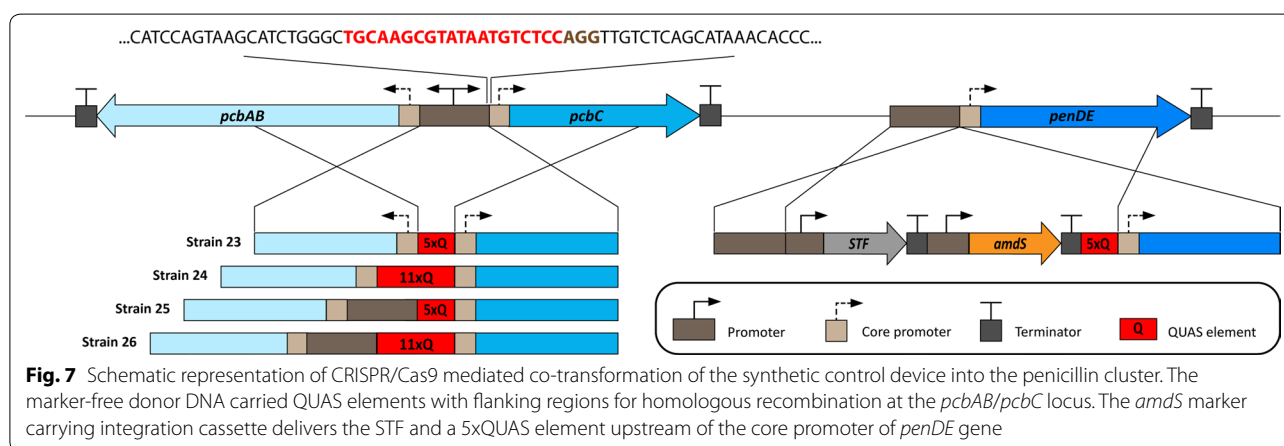 ...CATCCAGTAAGCATCTGGGCTGCAAGCGTATAATGTCTCCAGGTTGTCTCAGCATAAACACCC...
pcbAB
pcbC
penDE
Strain 23
5xQ
STF
amdS
5xQ
Strain 24
11xQ
Strain 25
5xQ
Strain 26
11xQ
Promoter
Core promoter
Terminator
Q
QUAS element
Fig. 7 Schematic representation of CRISPR/Cas9 mediated co-transformation of the synthetic control device into the penicillin cluster. The
marker-free donor DNA carried QUAS elements with flanking regions for homologous recombination at the pcbAB/pcbC locus. The amdS marker
carrying integration cassette delivers the STF and a 5xQUAS element upstream of the core promoter of penDE gene